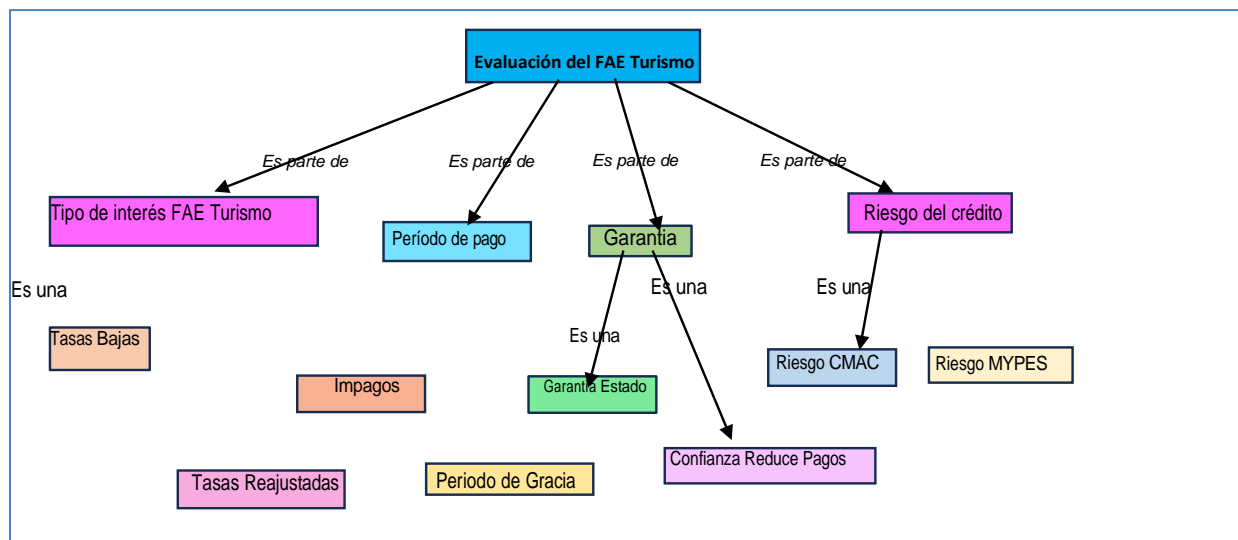 Evaluación del FAE Turismo
Es parte de
Es parte de
Es parte de
Es parte de
Tipo de interés FAE Turismo
Período de pago
Garantia
Riesgo del crédito
Es una
Es una
Es una
Es una
Tasas Bajas
Impagos
Garantía Estado
Riesgo CMAC
Riesgo MYPES
Tasas Reajustadas
Periodo de Gracia
Confianza Reduce Pagos